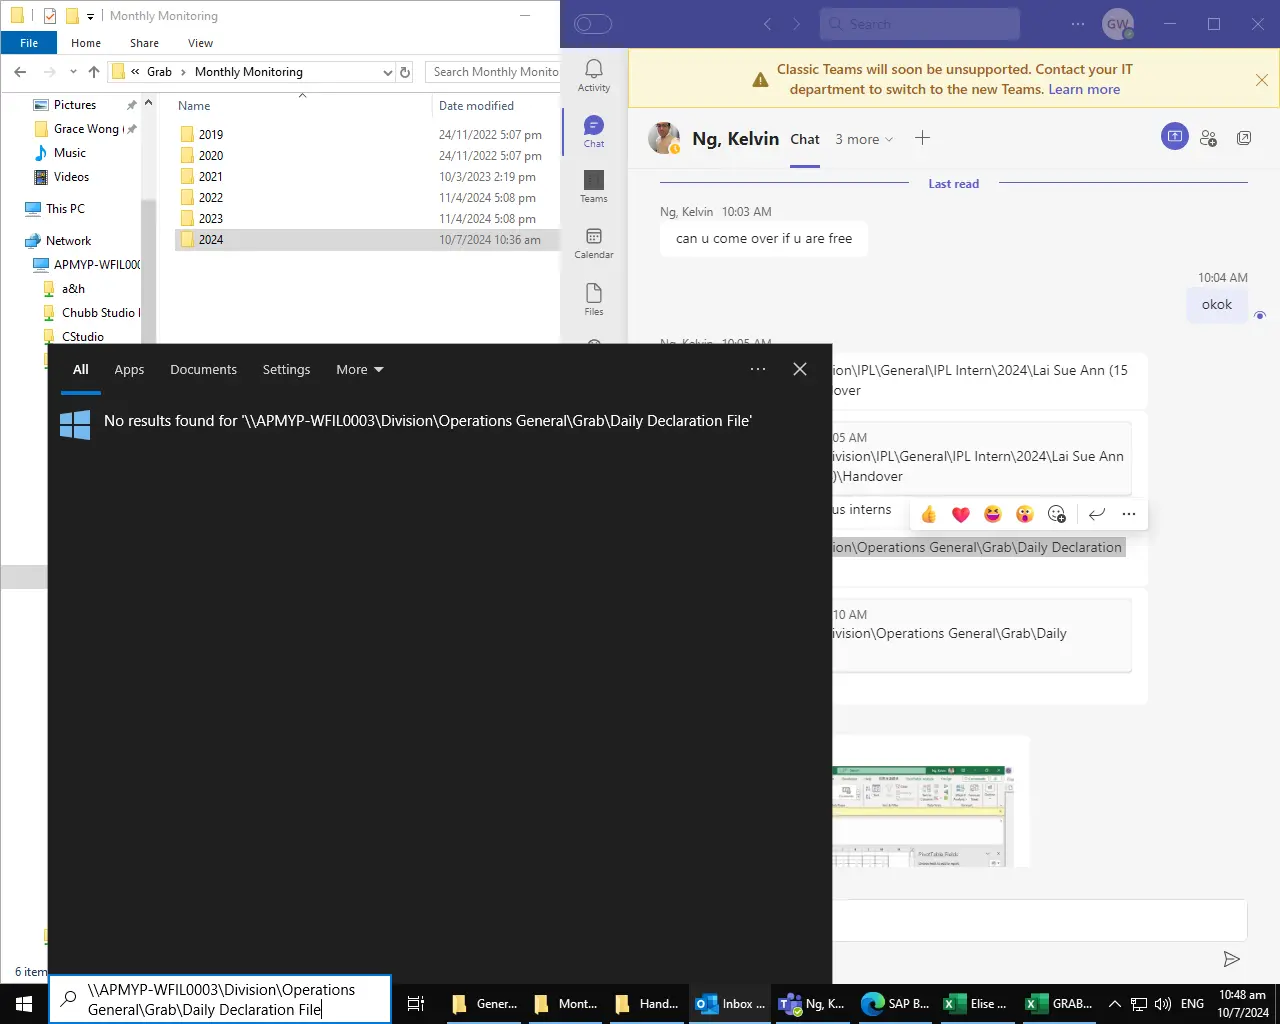 Monthly Monitoring
File
Home
Share
View
Grab
Monthly Monitoring
Search Monthly Monito
Name
Date modified
Pictures
Grace Wong (
Music
Videos
This PC
Network
APMYP-WFIL000
a&h
Chubb Studio
CStudio
2019
24/11/2022 5:07 pm
2020
24/11/2022 5:07 pm
2021
10/3/2023 2:19 pm
2022
11/4/2024 5:08 pm
2023
11/4/2024 5:08 pm
2024
10/7/2024 10:36 am
6 item
Search
GW
Activity
Chat
Teams
Calendar
Files
Classic Teams will soon be unsupported. Contact your IT
department to switch to the new Teams. Learn more
Ng, Kelvin
Chat
3 more
Last read
Ng, Kelvin 10:03 AM
can u come over if u are free
10:04 AM
okok
Ng, Kelvin 10:05 AM
ion\IPL\General\IPL Intern\2024\Lai Sue Ann (15
over
05 AM
ivision\IPL\General\IPL Intern\2024\Lai Sue Ann
)\Handover
us interns
ion\Operations General\Grab\Daily Declaration
10 AM
ivision\Operations General\Grab\Daily
PivotTable Fields
All
Apps
Documents
Settings
More
No results found for '\\APMYP-WFIL0003\Division\Operations General\Grab\Daily Declaration File'
\\APMYP-WFIL0003\Division\Operations
General\Grab\Daily Declaration File
Gener...
Mont...
Hand...
Inbox ...
Ng, K...
SAP B...
Elise ...
GRAB...
ENG
10:48 am
10/7/2024